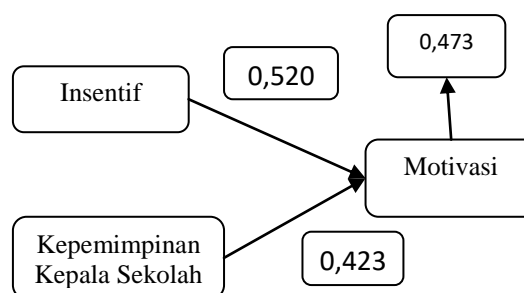 0,473
0,520
Insentif
Motivasi
Kepemimpinan
Kepala Sekolah
0,423